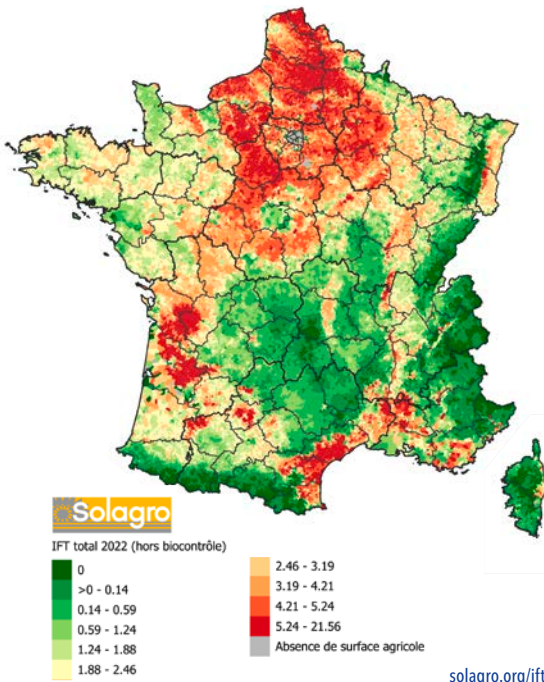 Solagro
IFT total 2022 (hors biocontrôle)
0
>0 - 0.14
0.14 - 0.59
0.59 - 1.24
1.24 - 1.88
1.88 - 2.46
2.46 - 3.19
3.19 - 4.21
4.21 - 5.24
5.24 - 21.56
Absence de surface agricole
solagro.org/ift